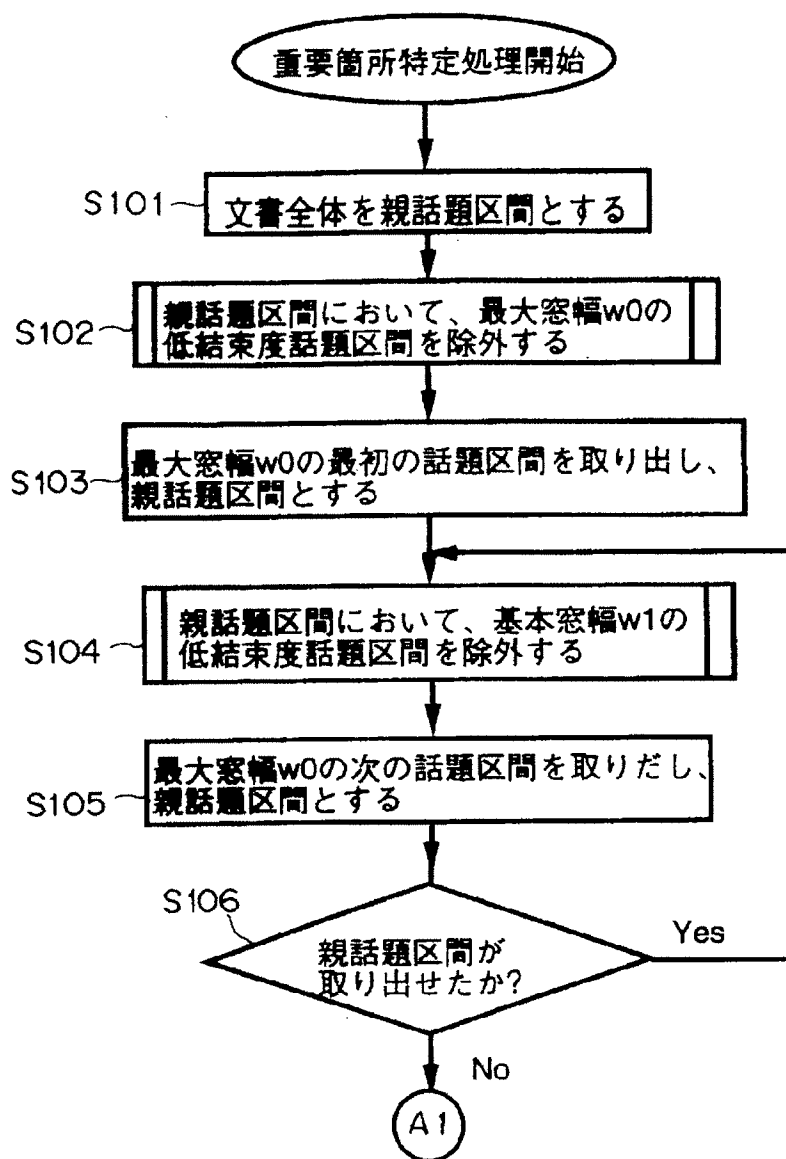 重要箇所特定処理開始
S101
文書全体を親話題区間とする
S102
親話題区間において、最大窓幅w0の
低結束度話題区間を除外する
S103
最大窓幅w0の最初の話題区間を取り出し、
親話題区間とする
S104
親話題区間において、基本窓幅w1の
低結束度話題区間を除外する
S105
最大窓幅w0の次の話題区間を取りだし、
親話題区間とする
S106
親話題区間が
取り出せたか?
Yes
No
A1